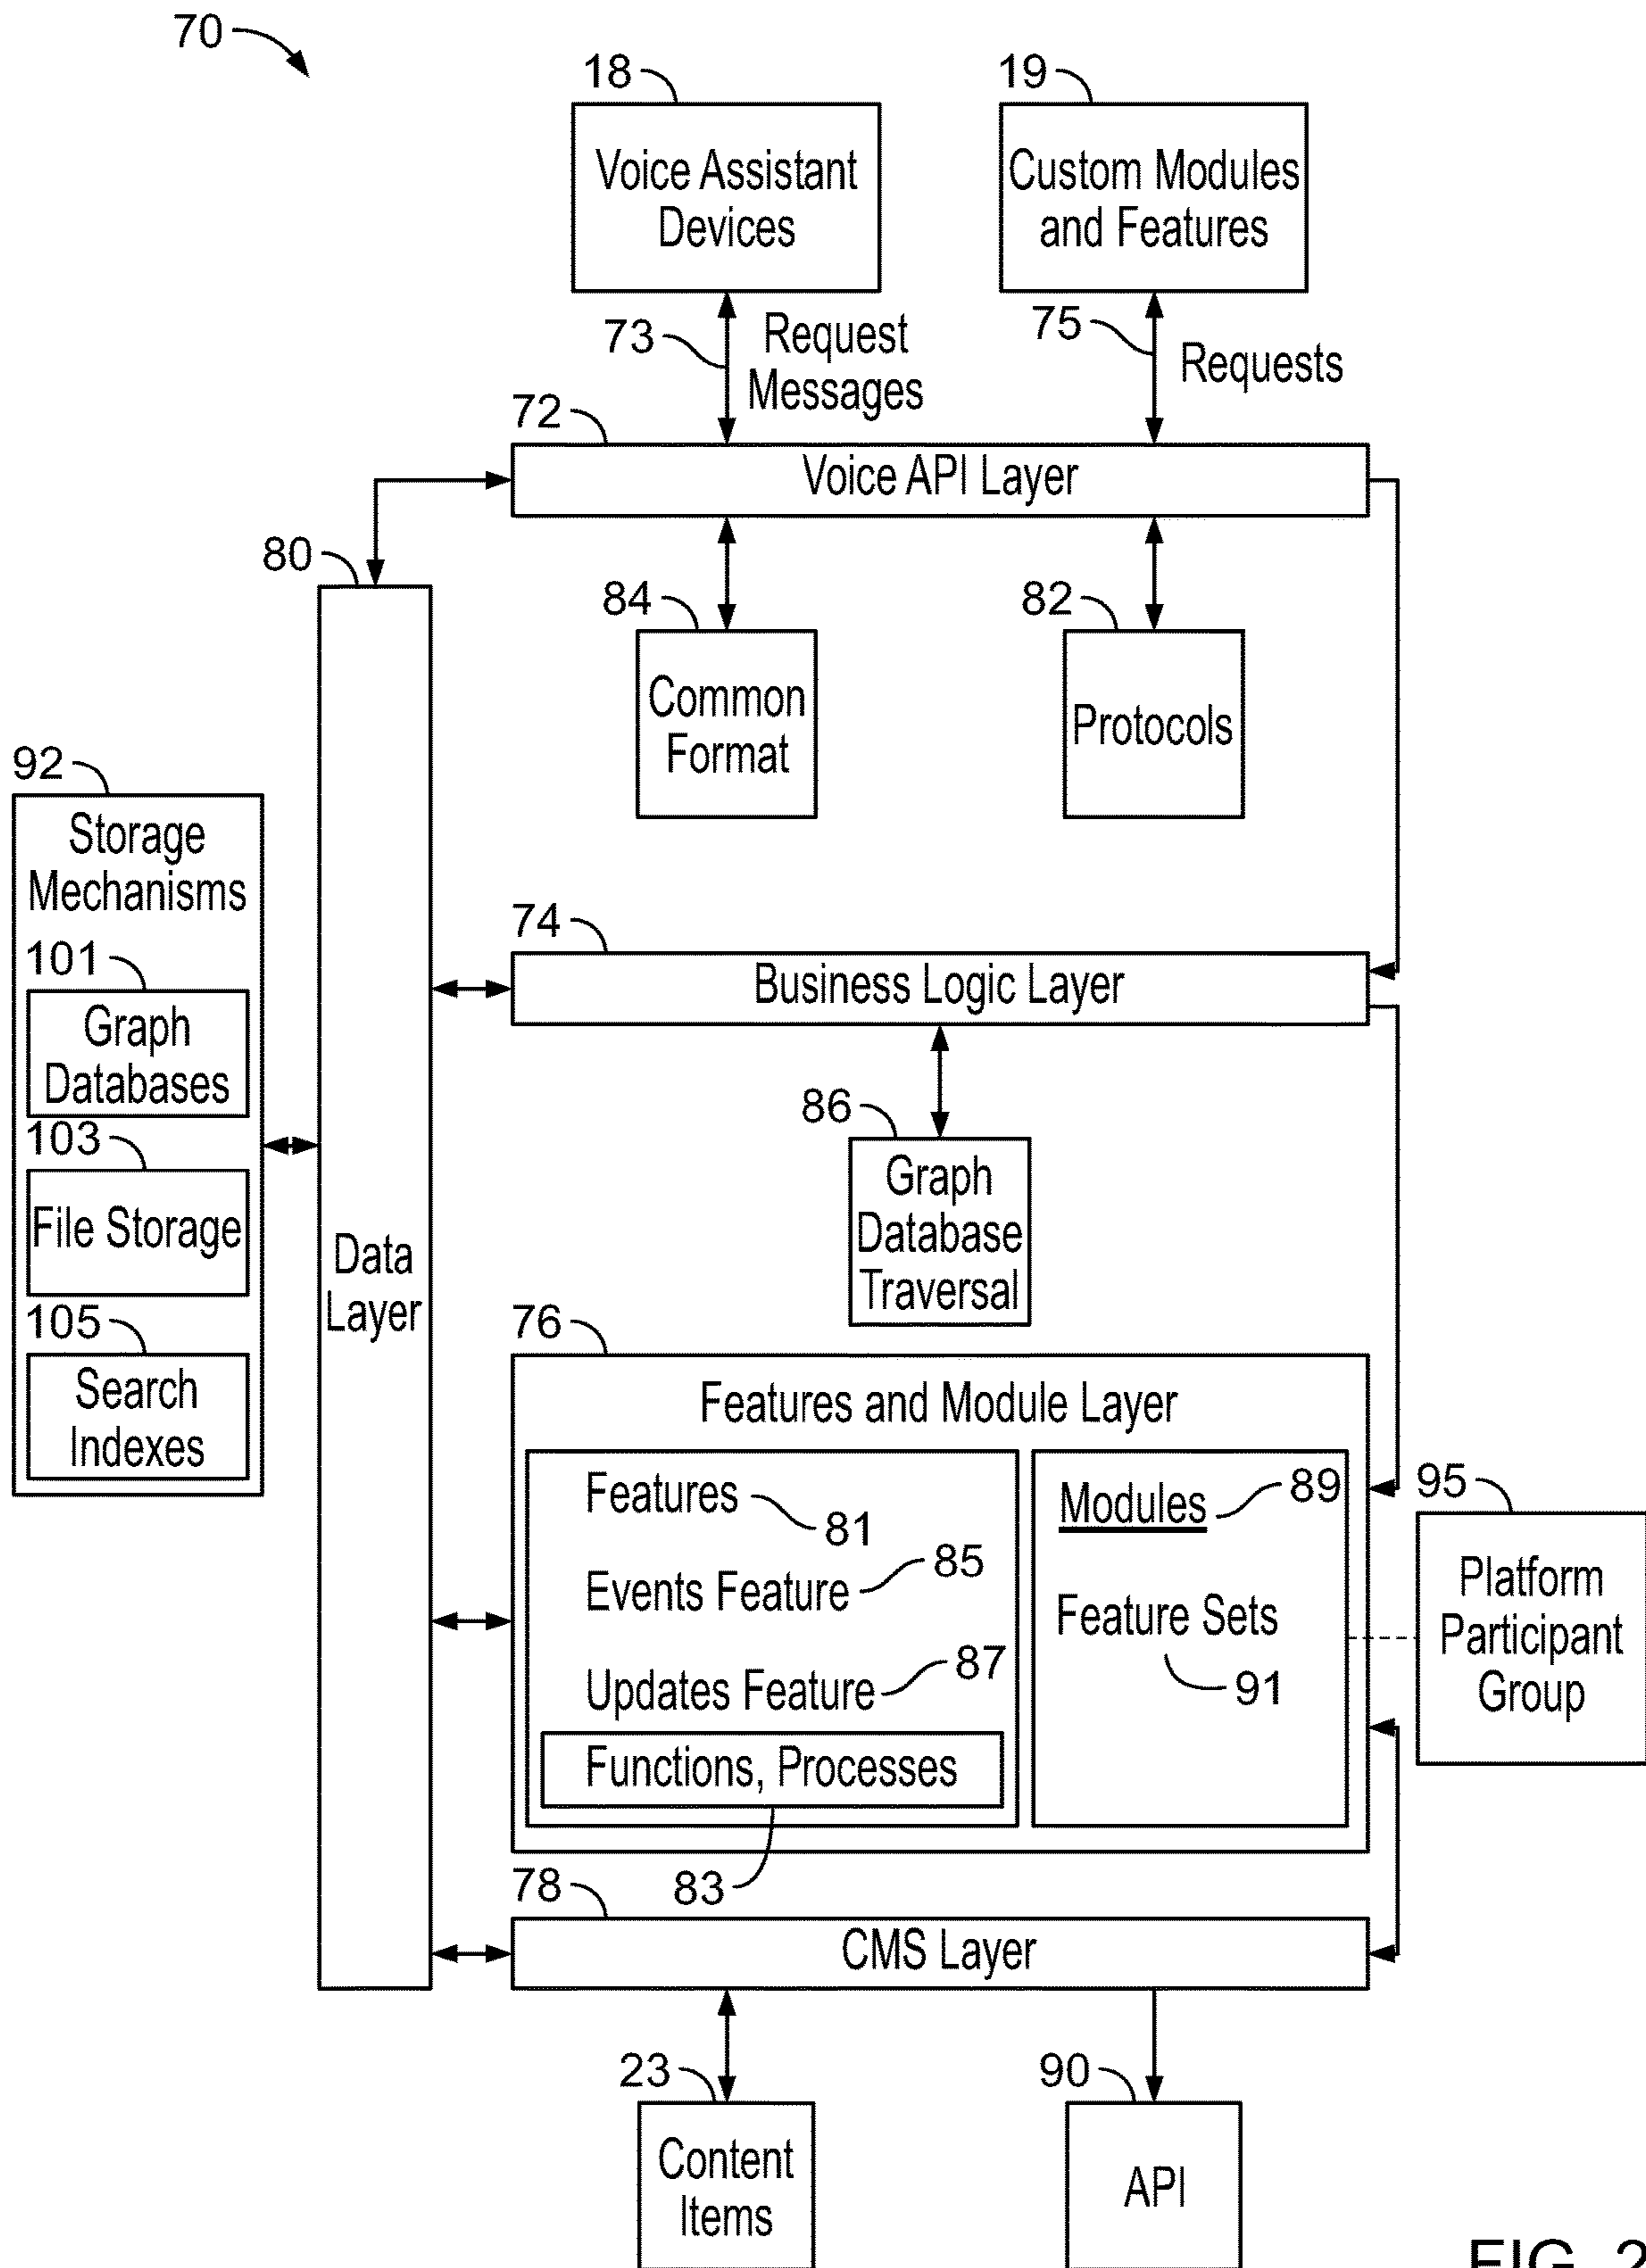 70
18
19
Voice Assistant
Devices
Custom Modules
and Features
73
Request
Messages
75
Requests
72
Voice API Layer
80
84
82
Common
Format
Protocols
92
Storage
Mechanisms
74
Business Logic Layer
101
Graph
Databases
103
File Storage
105
Search
Indexes
Data
Layer
86
Graph
Database
Traversal
76
Features and Module Layer
Features
81
Events Feature
85
Updates Feature
87
Functions, Processes
83
Modules
89
Feature Sets
91
95
Platform
Participant
Group
78
CMS Layer
23
90
Content
Items
API
FIG. 2